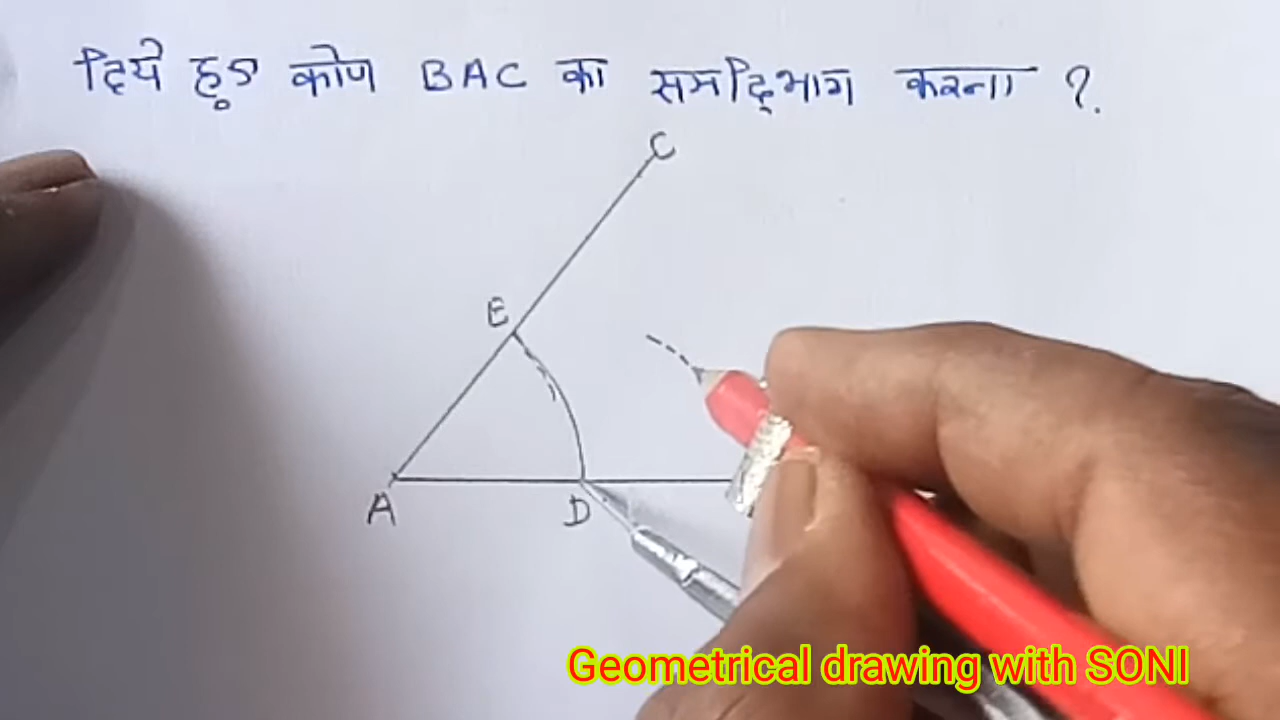 दिये हुए कोण BAC का समद्विभाग करना ?
C
E
A
D
Geometrical drawing with SONI